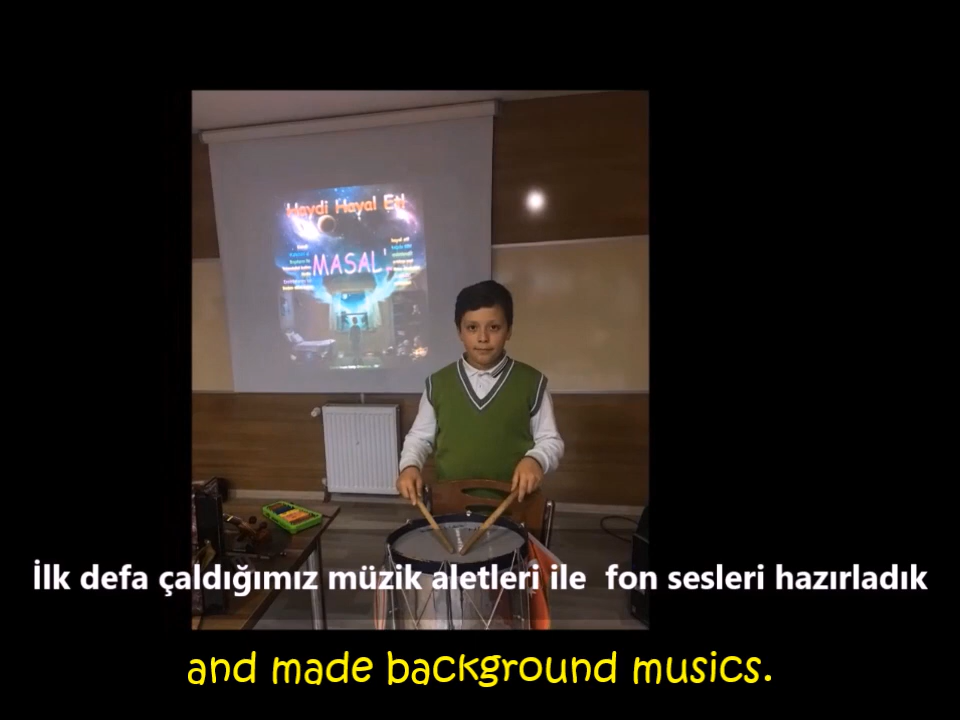 Haydi Hayal Et!
MASAL
İlk defa çaldığımız müzik aletleri ile fon sesleri hazırladık
and made background musics.